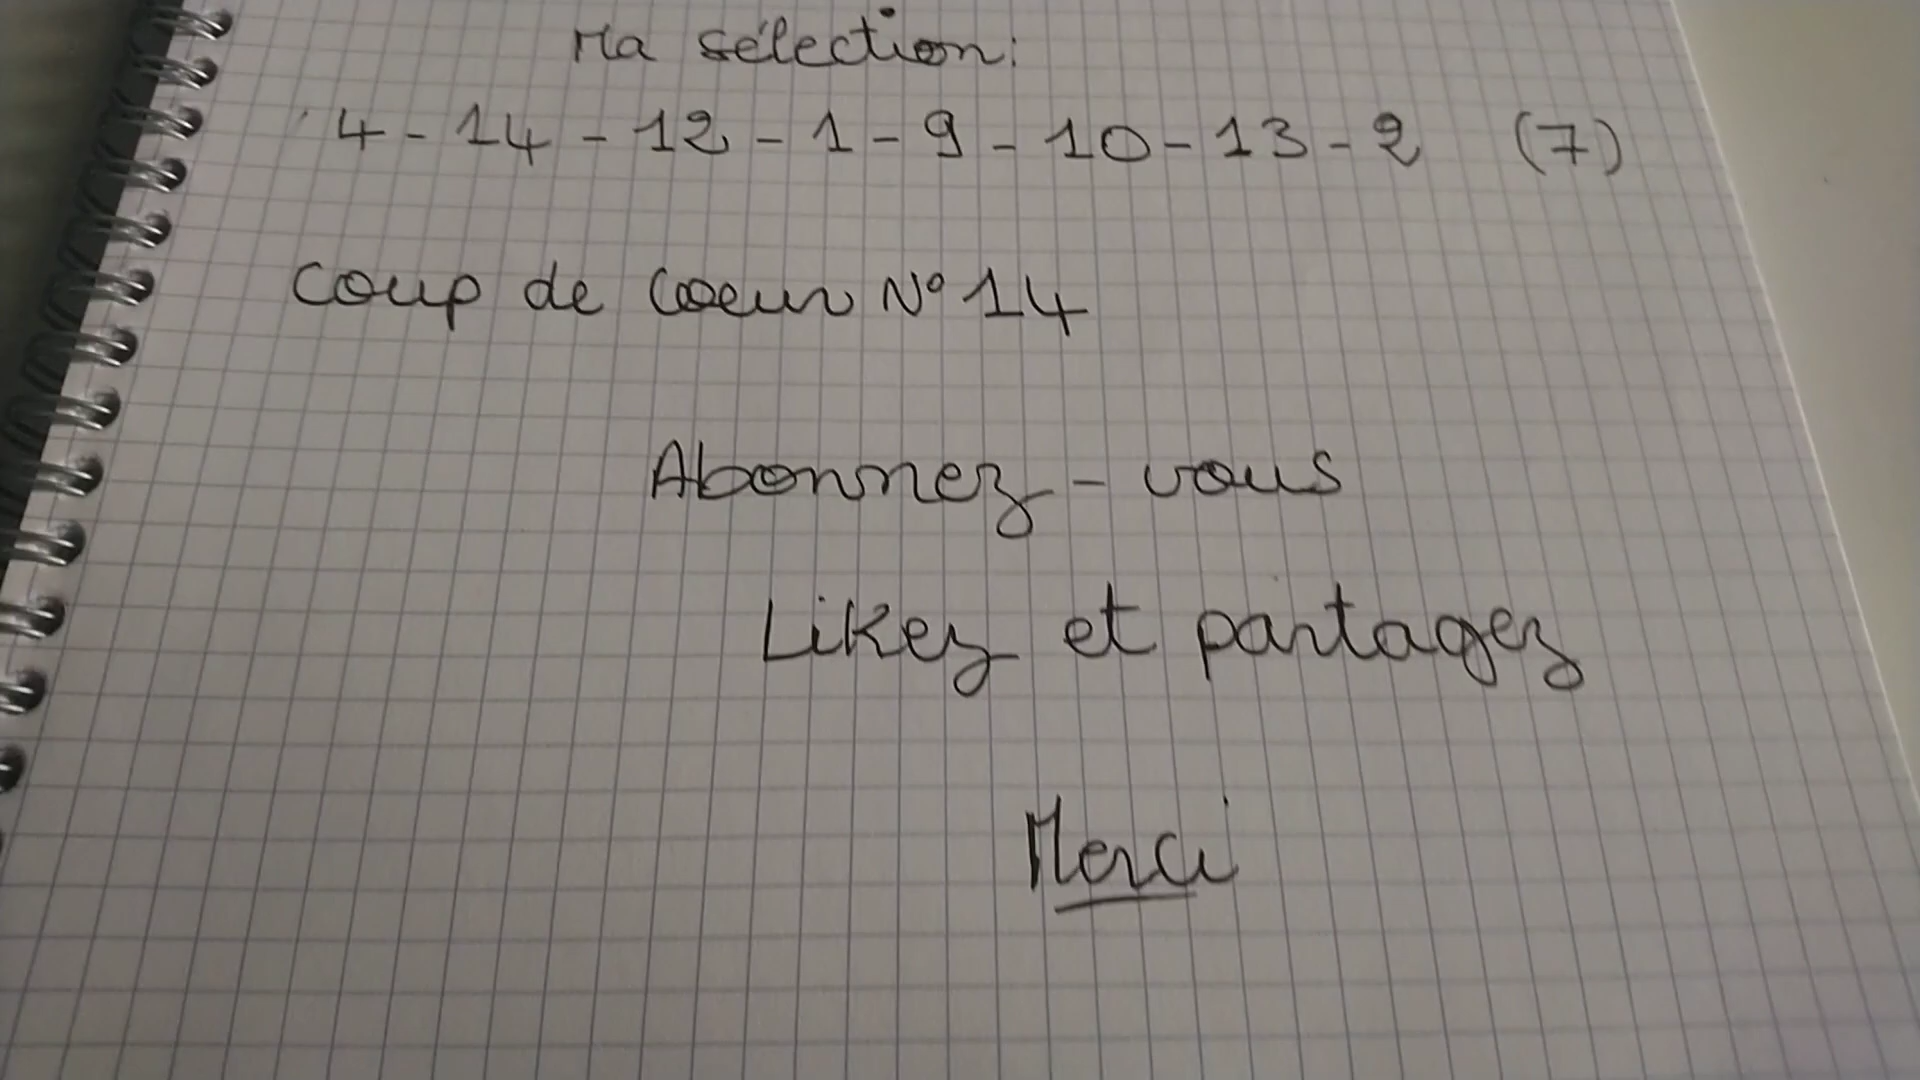 Ma sélection:
4 - 14 - 12 - 1 - 9 - 10 - 13 - 2 (7)
Coup de Coeur N° 14
Abonnez - vous
Likez et partagez
Merci